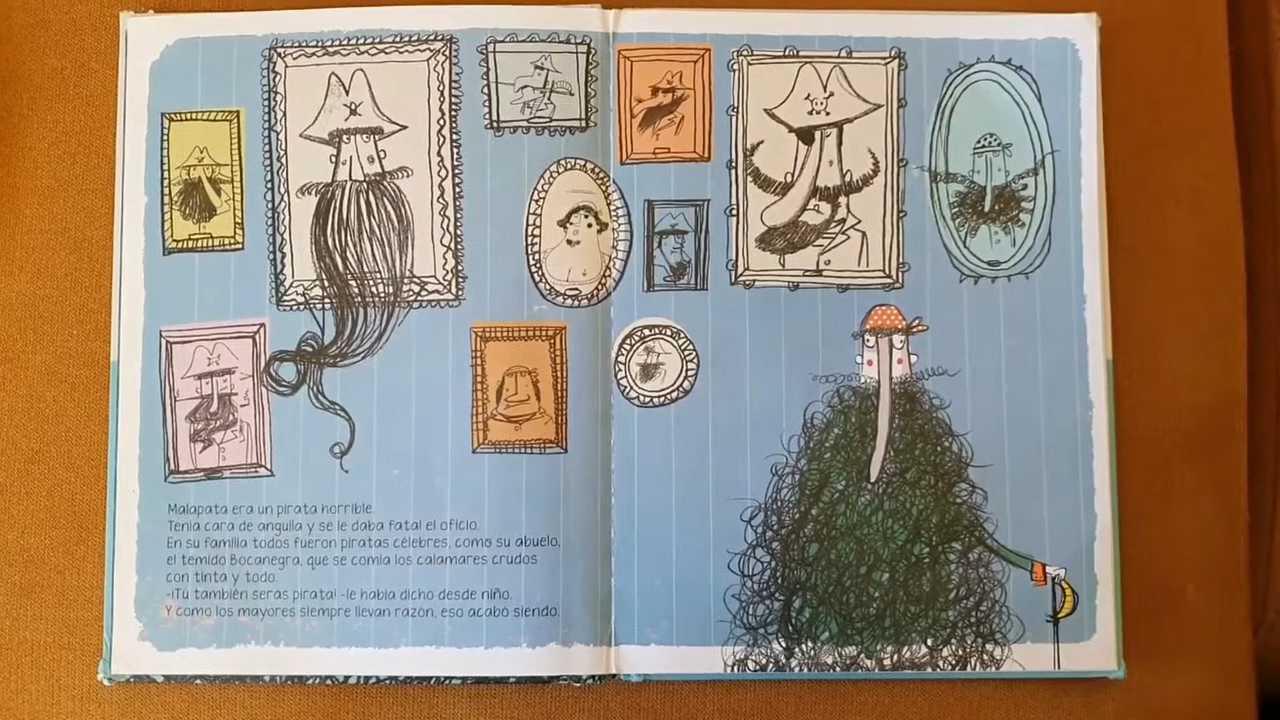 Malapata era un pirata horrible.
Tenía cara de anguila y se le daba fatal el oficio.
En su familia todos fueron piratas célebres, como su abuelo,
el temido Bocanegra, que se comía los calamares crudos
con tinta y todo.
-¡Tú también serás pirata! -le había dicho desde niño.
Y como los mayores siempre llevan razón, eso acabó siendo.